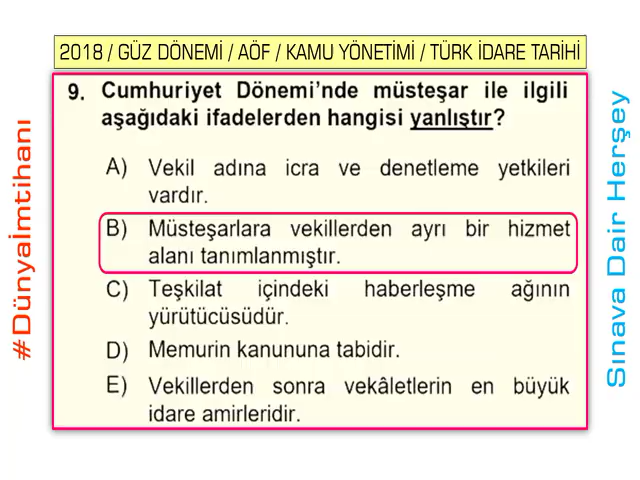 2018 / GÜZ DÖNEMİ / AÖF / KAMU YÖNETİMİ / TÜRK İDARE TARİHİ
9. Cumhuriyet Dönemi’nde müsteşar ile ilgili
aşağıdaki ifadelerden hangisi yanlıştır?
A) Vekil adına icra ve denetleme yetkileri
vardır.
B) Müsteşarlara vekillerden ayrı bir hizmet
alanı tanımlanmıştır.
C) Teşkilat içindeki haberleşme ağının
yürütücüsüdür.
D) Memurin kanununa tabidir.
E) Vekillerden sonra vekâletlerin en büyük
idare amirleridir.
#Dünyaİmtihanı
Sınava Dair Herşey